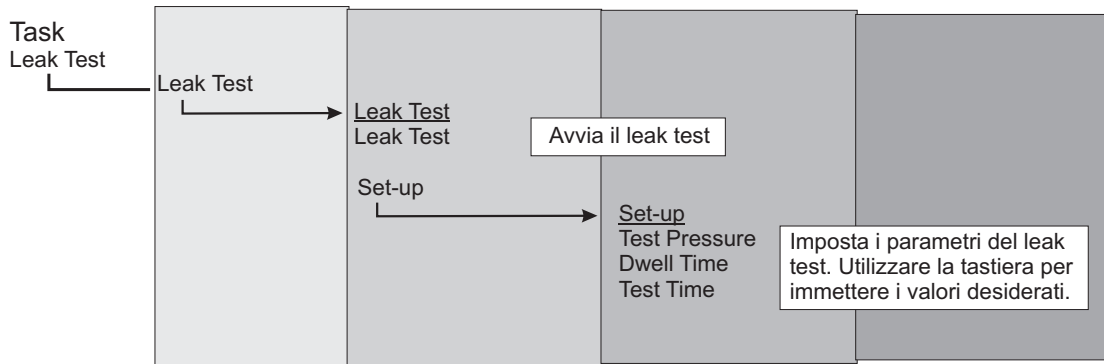 Task
Leak Test
Leak Test
Leak Test
Leak Test
Avvia il leak test
Set-up
Set-up
Test Pressure
Dwell Time
Test Time
Imposta i parametri del leak
test. Utilizzare la tastiera per
immettere i valori desiderati.